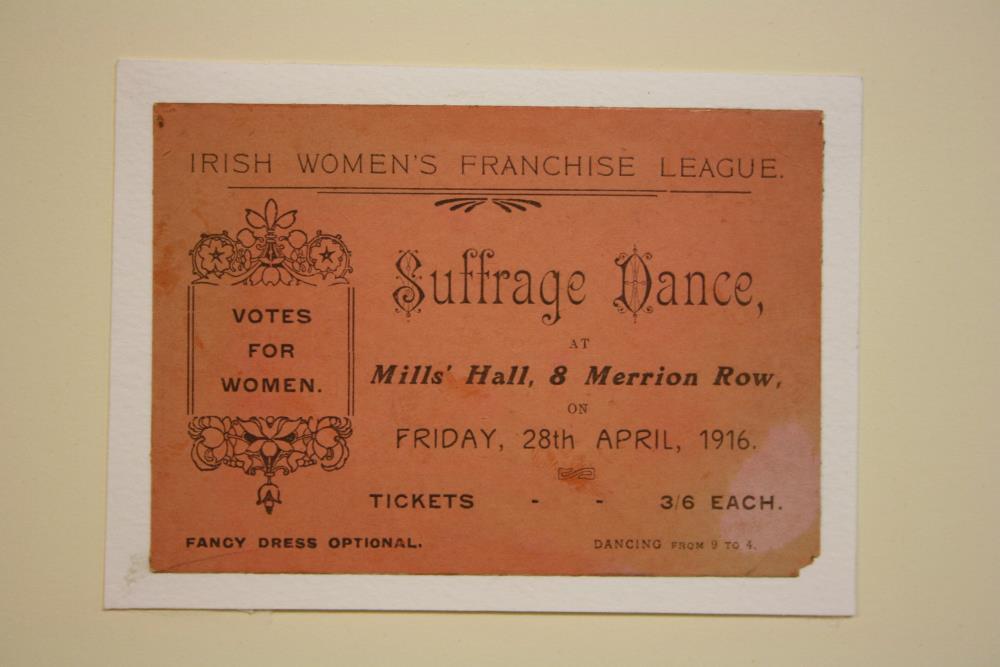 IRISH WOMEN'S FRANCHISE LEAGUE.
VOTES
FOR
WOMEN.
Suffrage Dance,
AT
Mills' Hall, 8 Merrion Row,
ON
FRIDAY, 28th APRIL, 1916.
TICKETS - - 3/6 EACH.
FANCY DRESS OPTIONAL.
DANCING FROM 9 TO 4.